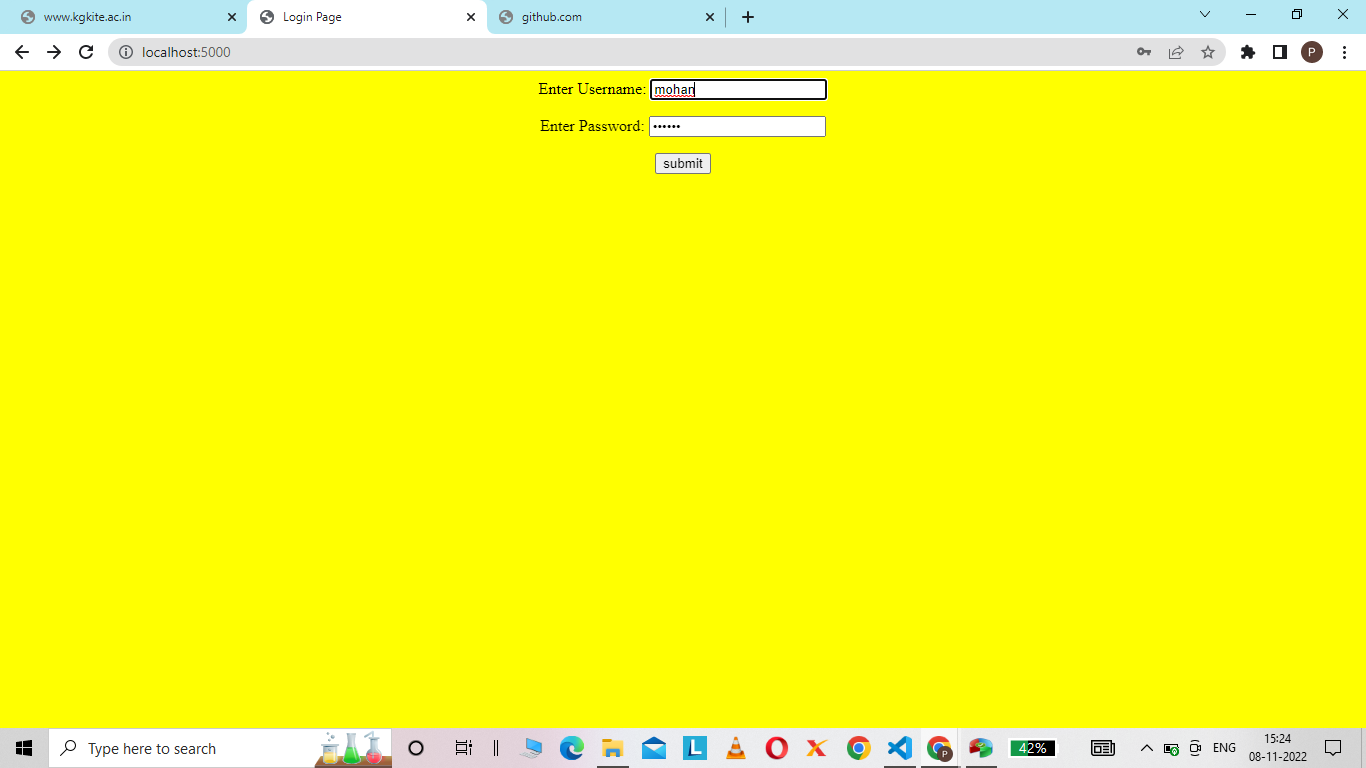 www.kgkite.ac.in
Login Page
github.com
localhost:5000
P
Enter Username: mohan
Enter Password: ••••••
submit
Type here to search
L
P
42%
ENG
15:24
08-11-2022